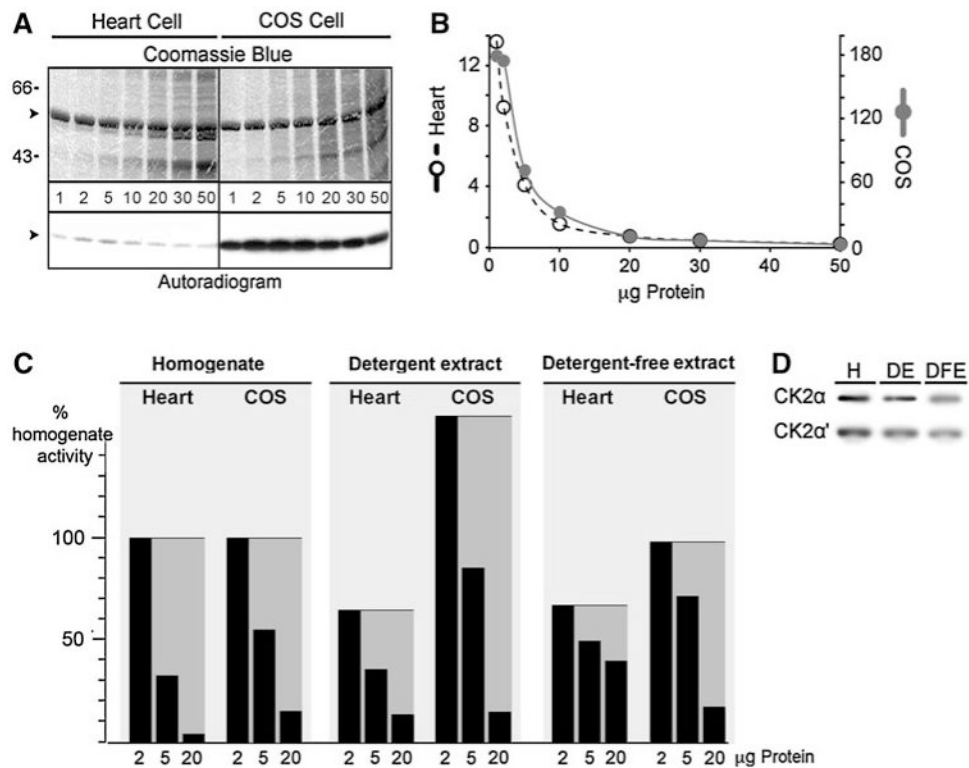 A
Heart Cell COS Cell
Coomassie Blue
66-
43-
1 2 5 10 20 30 50 1 2 5 10 20 30 50
Autoradiogram
B
12
8
4
0
Heart
180
120
60
0
COS
0 10 20 30 40 50
μg Protein
C
Homogenate Detergent extract Detergent-free extract
Heart COS Heart COS Heart COS
%
homogenate
activity
100
50
2 5 20 2 5 20 2 5 20 2 5 20 2 5 20 2 5 20 μg Protein
D
H DE DFE
CK2α
CK2α'